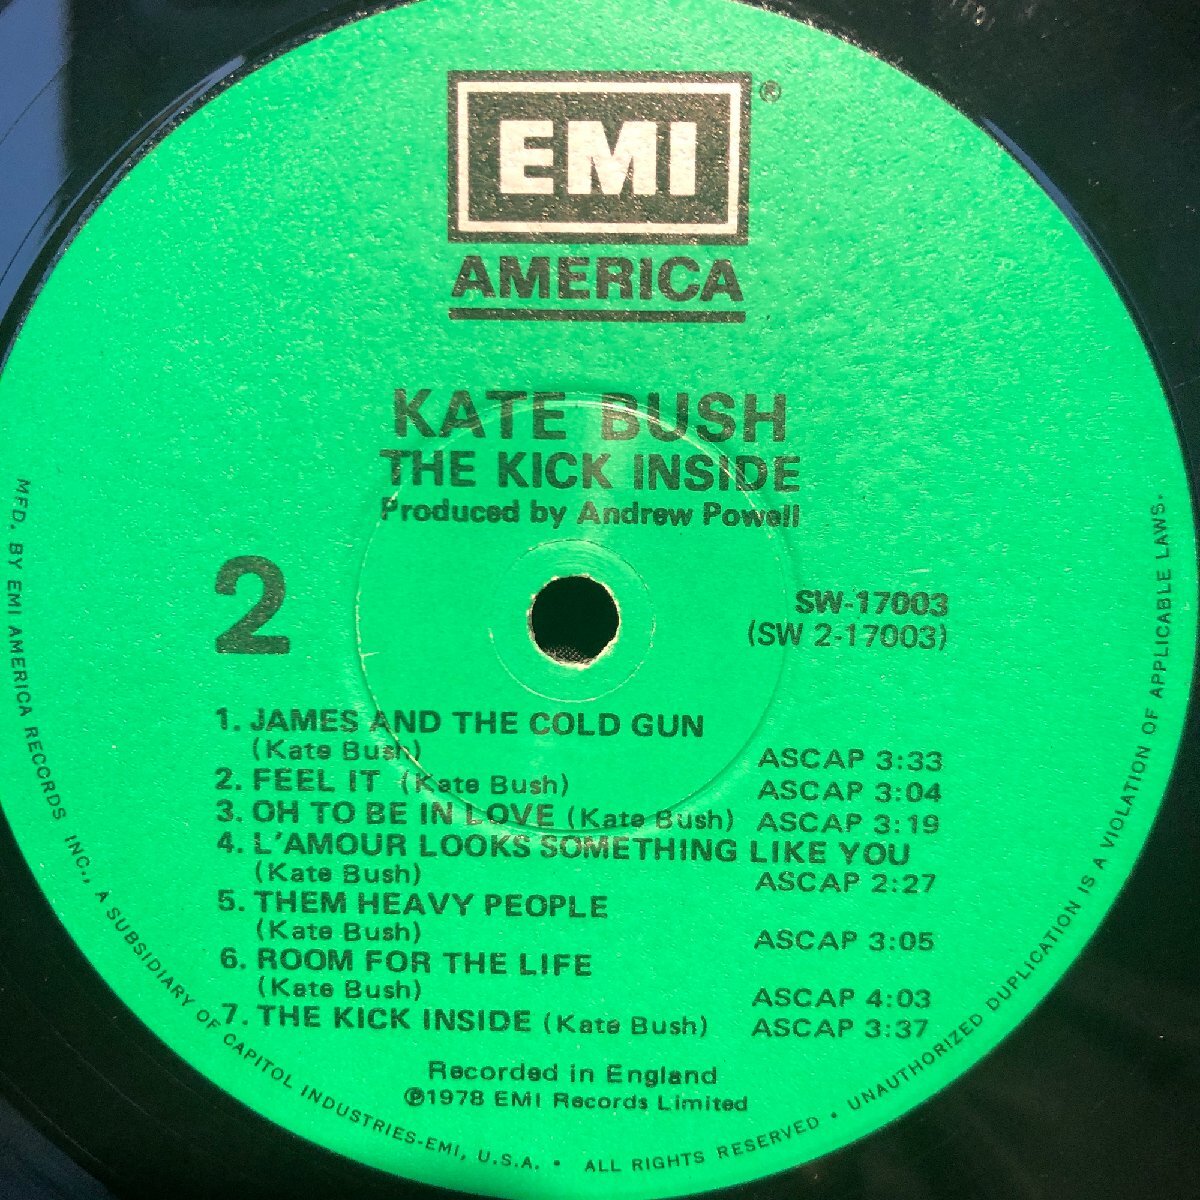 EMI®
AMERICA
KATE BUSH
THE KICK INSIDE
Produced by Andrew Powell
2
SW-17003
(SW 2-17003)
1. JAMES AND THE COLD GUN
(Kate Bush) ASCAP 3:33
2. FEEL IT (Kate Bush) ASCAP 3:04
3. OH TO BE IN LOVE (Kate Bush) ASCAP 3:19
4. L'AMOUR LOOKS SOMETHING LIKE YOU
(Kate Bush) ASCAP 2:27
5. THEM HEAVY PEOPLE
(Kate Bush) ASCAP 3:05
6. ROOM FOR THE LIFE
(Kate Bush) ASCAP 4:03
7. THE KICK INSIDE (Kate Bush) ASCAP 3:37
Recorded in England
℗1978 EMI Records Limited
MFD. BY EMI AMERICA RECORDS INC., A SUBSIDIARY OF CAPITOL INDUSTRIES-EMI, U.S.A. • ALL RIGHTS RESERVED • UNAUTHORIZED DUPLICATION IS A VIOLATION OF APPLICABLE LAWS.